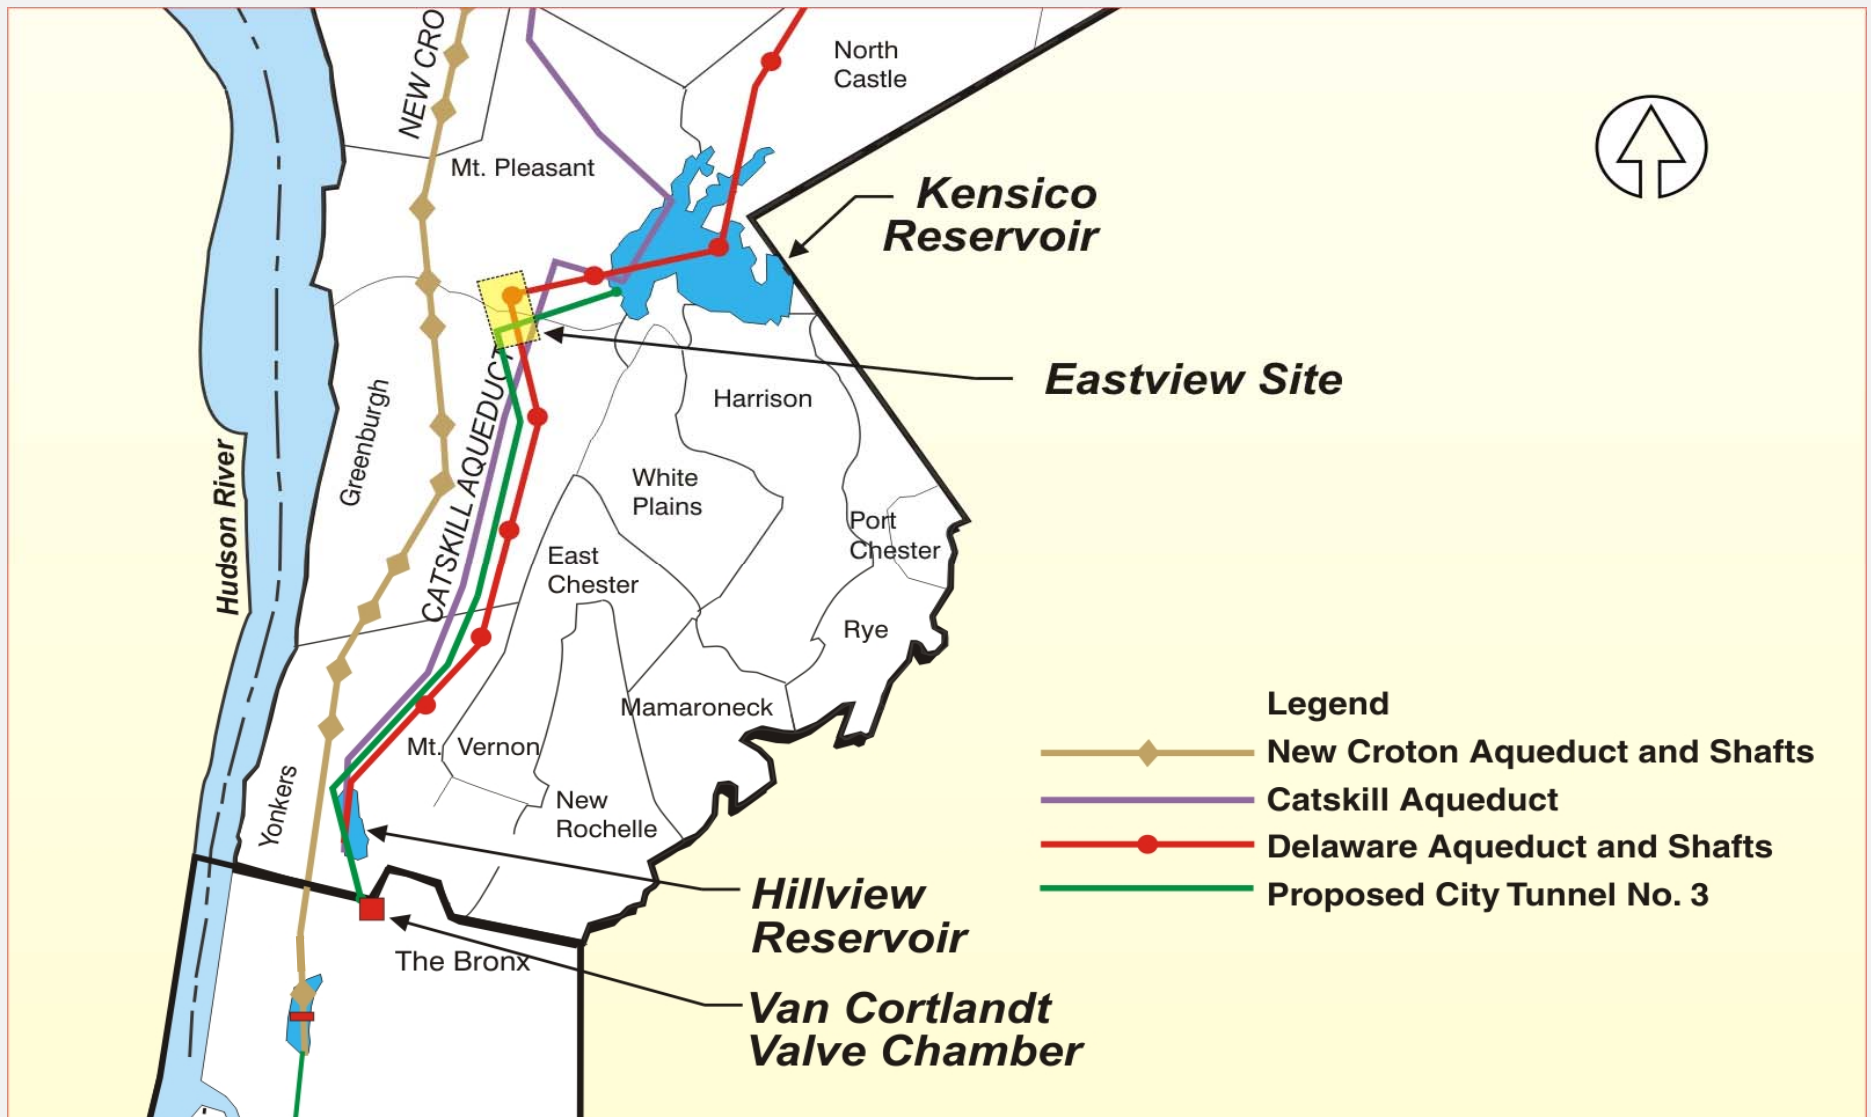 NEW CRO
North
Castle
Mt. Pleasant
Kensico
Reservoir
Eastview Site
Harrison
Greenburgh
CATSKILL AQUEDUCT
Hudson River
White
Plains
Port
Chester
East
Chester
Rye
Mamaroneck
Mt. Vernon
Yonkers
New
Rochelle
Legend
New Croton Aqueduct and Shafts
Catskill Aqueduct
Delaware Aqueduct and Shafts
Proposed City Tunnel No. 3
Hillview
Reservoir
The Bronx
Van Cortlandt
Valve Chamber